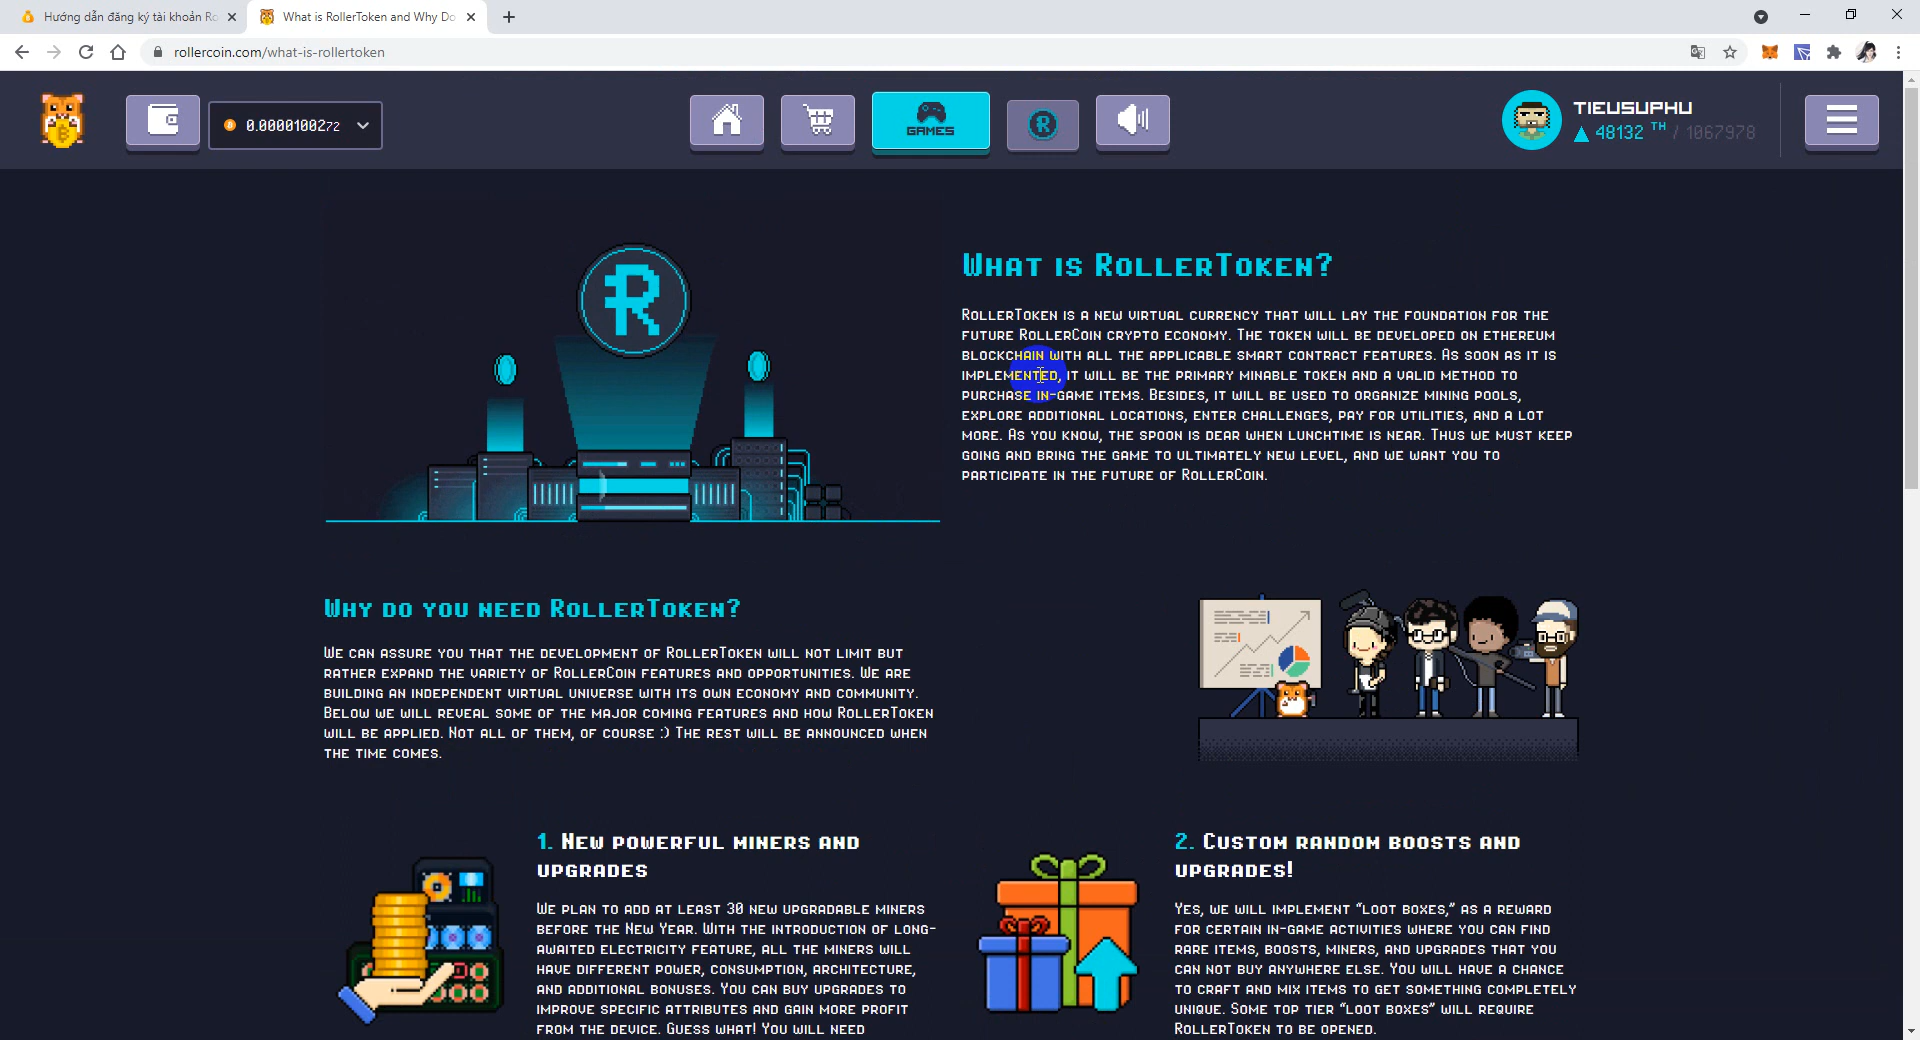 Hướng dẫn đăng ký tài khoản Ro
What is RollerToken and Why Do
rollercoin.com/what-is-rollertoken
0.0000100272
GAMES
TIEUSUPHU
48132 TH / 1067978
What is RollerToken?
RollerToken is a new virtual currency that will lay the foundation for the
future RollerCoin crypto economy. The token will be developed on Ethereum
blockchain with all the applicable smart contract features. As soon as it is
implemented, it will be the primary minable token and a valid method to
purchase in-game items. Besides, it will be used to organize mining pools,
explore additional locations, enter challenges, pay for utilities, and a lot
more. As you know, the spoon is dear when lunchtime is near. Thus we must keep
going and bring the game to ultimately new level, and we want you to
participate in the future of RollerCoin.
Why do you need RollerToken?
We can assure you that the development of RollerToken will not limit but
rather expand the variety of RollerCoin features and opportunities. We are
building an independent virtual universe with its own economy and community.
Below we will reveal some of the major coming features and how RollerToken
will be applied. Not all of them, of course :) The rest will be announced when
the time comes.
1. New powerful miners and
upgrades
We plan to add at least 30 new upgradable miners
before the New Year. With the introduction of long-
awaited electricity feature, all the miners will
have different power, consumption, architecture,
and additional bonuses. You can buy upgrades to
improve specific attributes and gain more profit
from the device. Guess what! You will need
2. Custom random boosts and
upgrades!
Yes, we will implement “loot boxes,” as a reward
for certain in-game activities where you can find
rare items, boosts, miners, and upgrades that you
can not buy anywhere else. You will have a chance
to craft and mix items to get something completely
unique. Some top tier “loot boxes” will require
RollerToken to be opened.